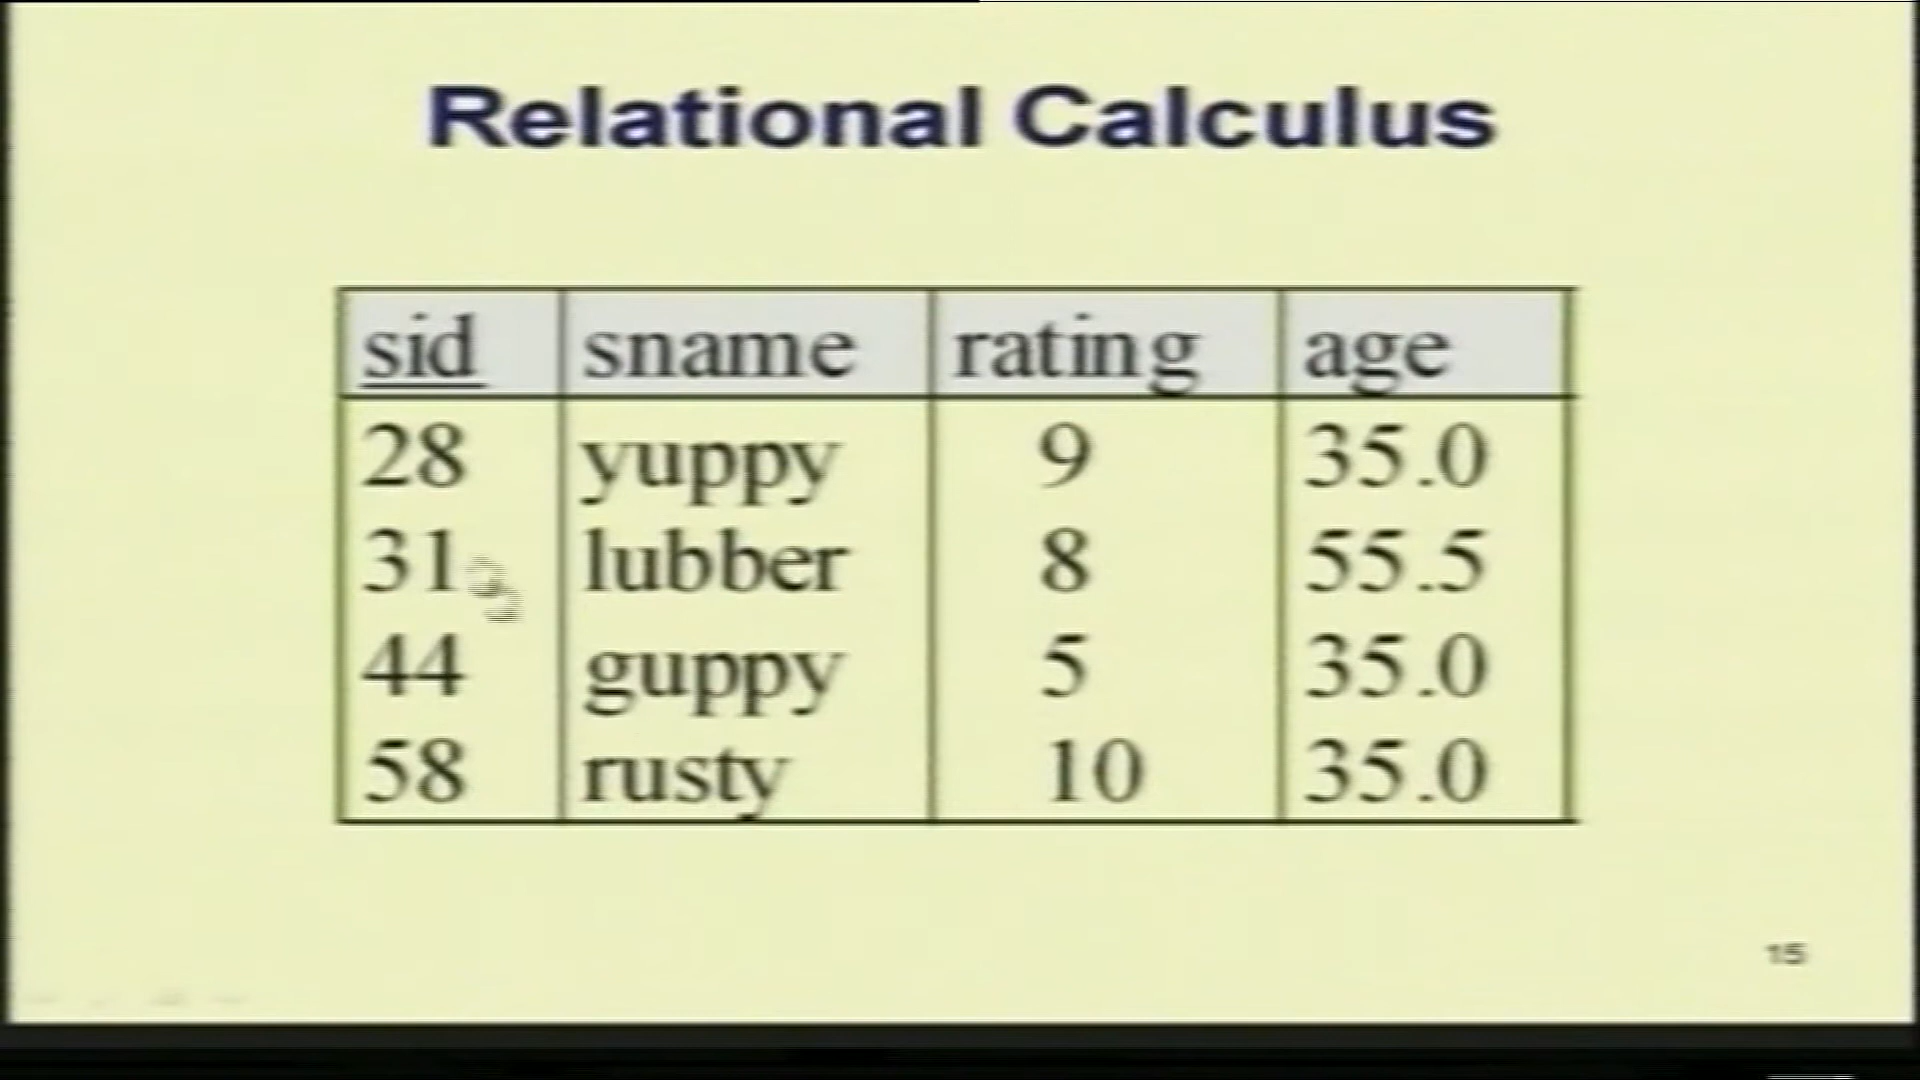 Relational Calculus
sid sname rating age
28 yuppy 9 35.0
31 lubber 8 55.5
44 guppy 5 35.0
58 rusty 10 35.0
15